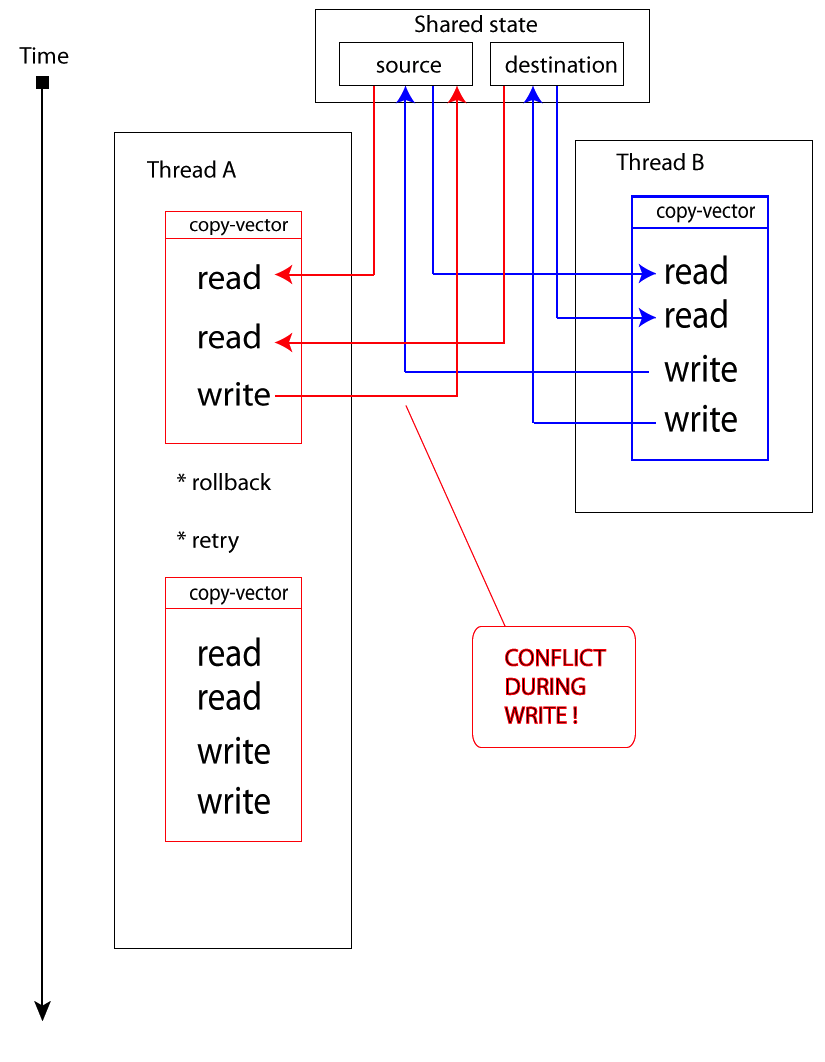 Shared state
source
destination
Time
Thread A
copy-vector
read
read
write
* rollback
* retry
copy-vector
read
read
write
write
Thread B
copy-vector
read
read
write
write
CONFLICT
DURING
WRITE !